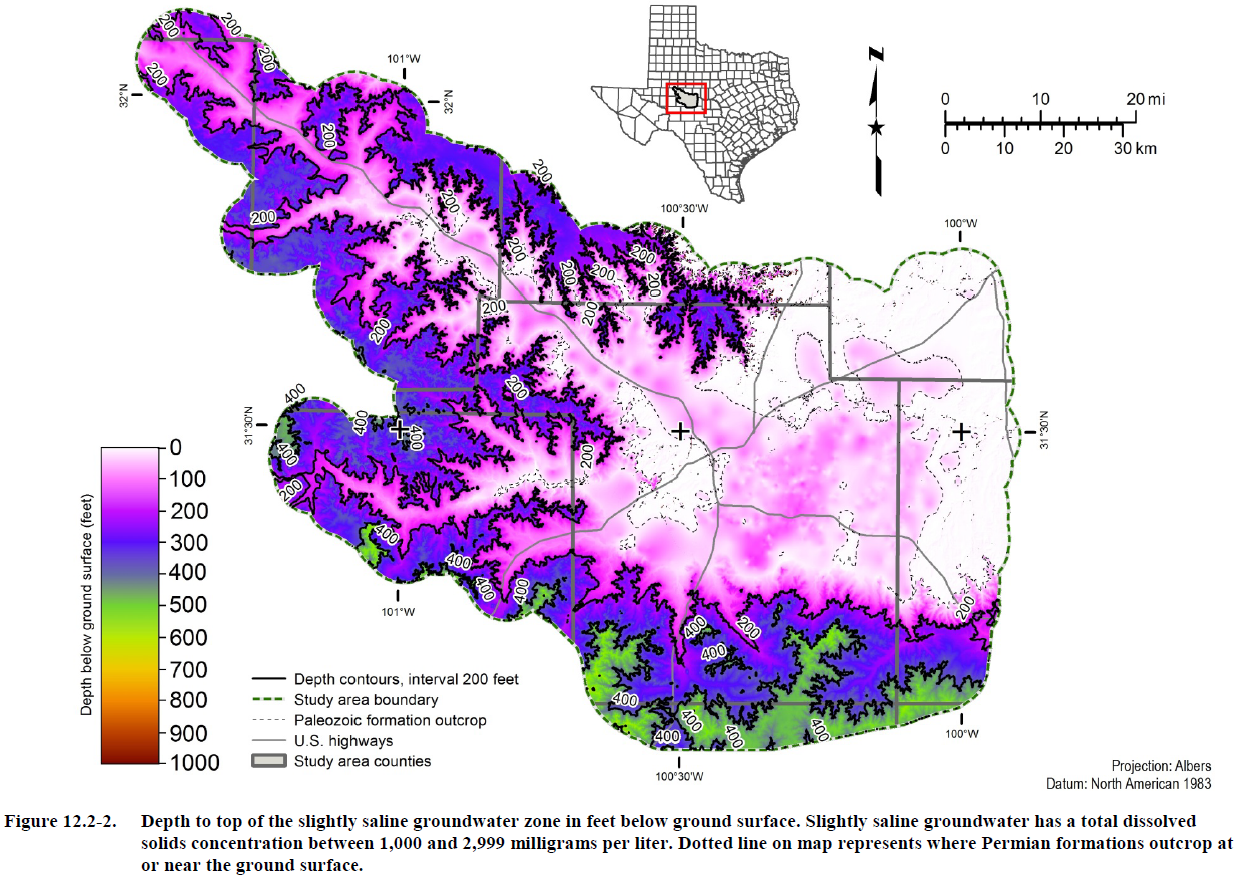 200
200
200
200
101°W
32°N
32°N
N
0 10 20 mi
0 10 20 30 km
200
200
200
100°30'W
200
100°W
200
200
200
200
200
200
200
200
200
200
400
400
400
31°30'N
31°30'N
400
200
200
400
400
400
400
101°W
200
400
200
400
400
400
400
400
400
100°W
100°30'W
Depth below ground surface (feet)
0
100
200
300
400
500
600
700
800
900
1000
Depth contours, interval 200 feet
Study area boundary
Paleozoic formation outcrop
U.S. highways
Study area counties
Projection: Albers
Datum: North American 1983
Figure 12.2-2. Depth to top of the slightly saline groundwater zone in feet below ground surface. Slightly saline groundwater has a total dissolved
solids concentration between 1,000 and 2,999 milligrams per liter. Dotted line on map represents where Permian formations outcrop at
or near the ground surface.